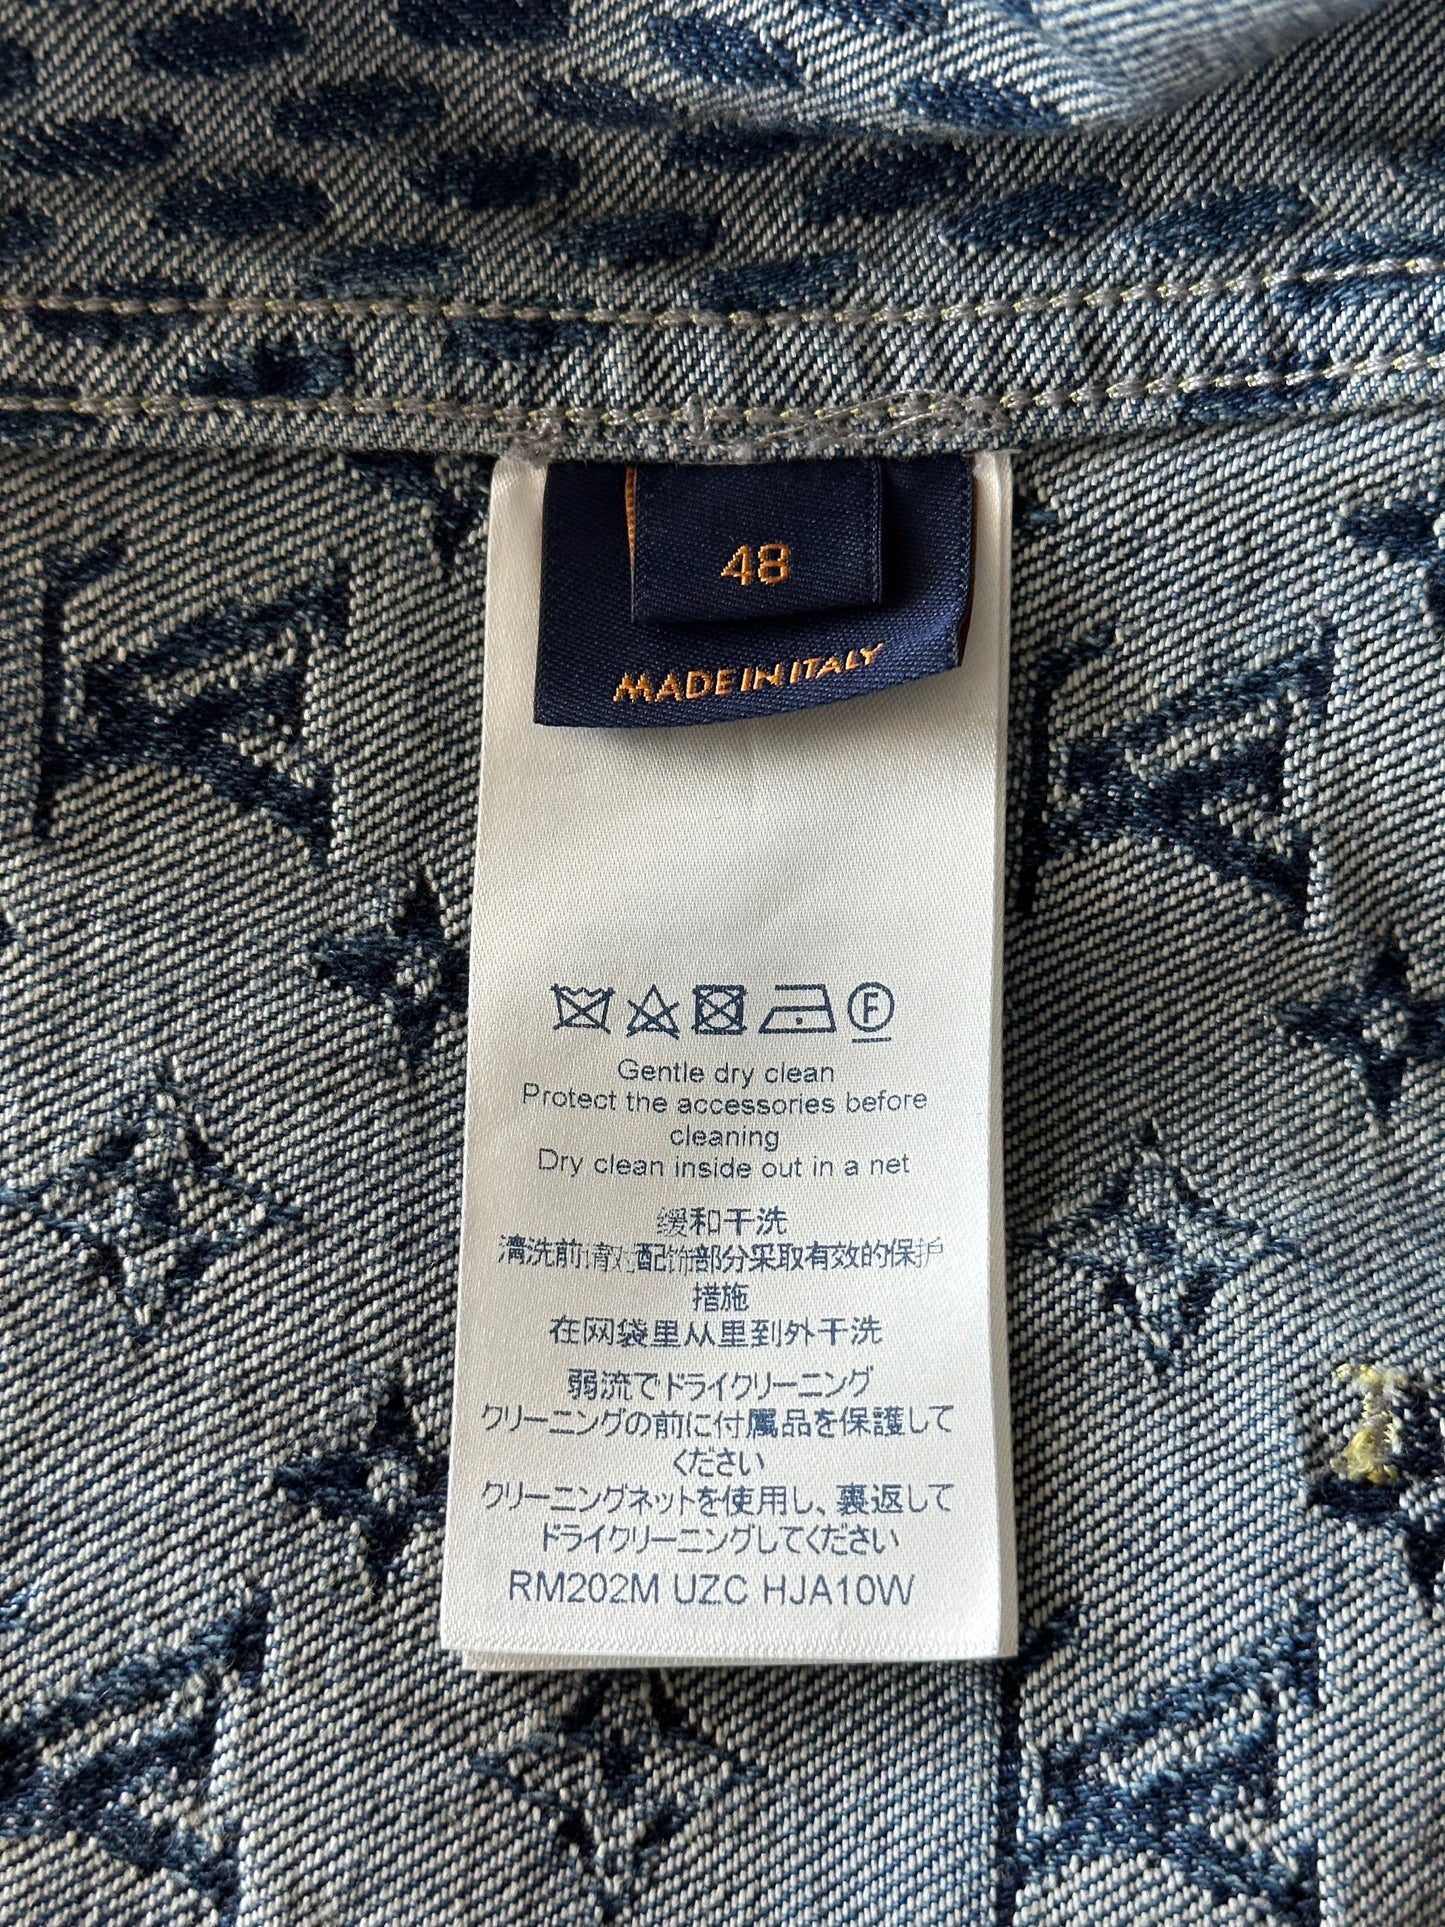 48
MADE IN ITALY
F
Gentle dry clean
Protect the accessories before
cleaning
Dry clean inside out in a net
缓和干洗
清洗前请对配饰部分采取有效的保护
措施
在网袋里从里到外干洗
弱流でドライクリーニング
クリーニングの前に付属品を保護して
ください
クリーニングネットを使用し、裏返して
ドライクリーニングしてください
RM202M UZC HJA10W